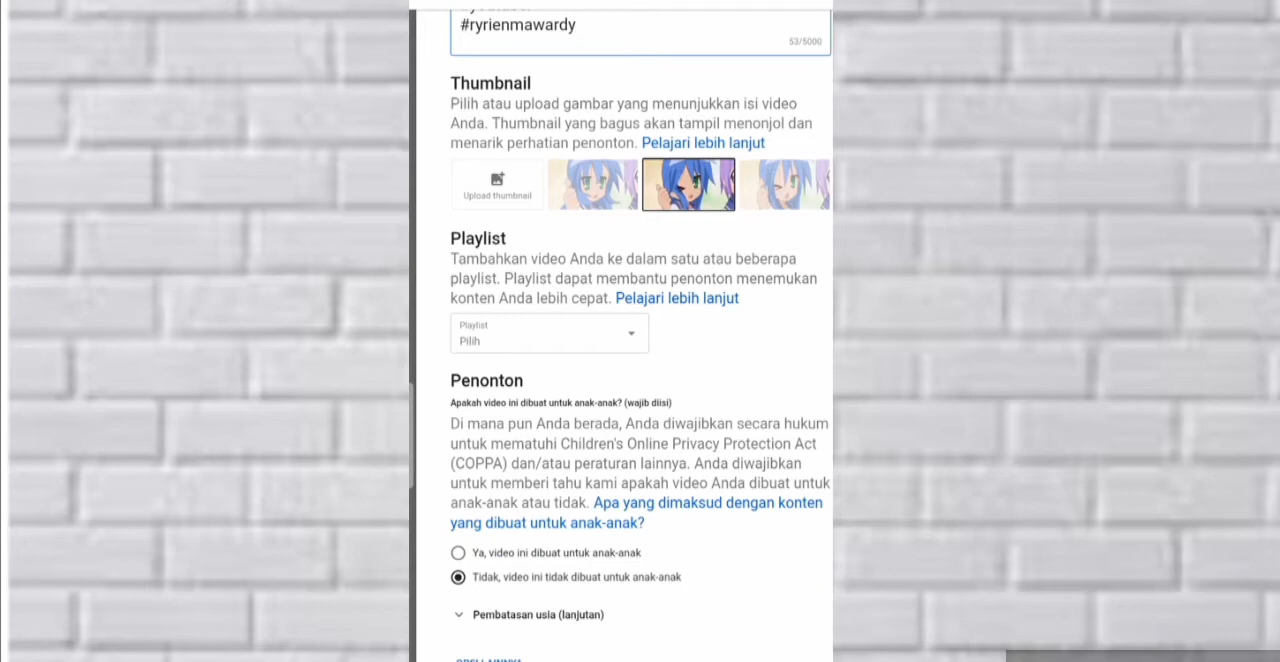 #ryrienmawardy
53/5000
Thumbnail
Pilih atau upload gambar yang menunjukkan isi video
Anda. Thumbnail yang bagus akan tampil menonjol dan
menarik perhatian penonton. Pelajari lebih lanjut
Upload thumbnail
Playlist
Tambahkan video Anda ke dalam satu atau beberapa
playlist. Playlist dapat membantu penonton menemukan
konten Anda lebih cepat. Pelajari lebih lanjut
Playlist
Pilih
Penonton
Apakah video ini dibuat untuk anak-anak? (wajib diisi)
Di mana pun Anda berada, Anda diwajibkan secara hukum
untuk mematuhi Children's Online Privacy Protection Act
(COPPA) dan/atau peraturan lainnya. Anda diwajibkan
untuk memberi tahu kami apakah video Anda dibuat untuk
anak-anak atau tidak. Apa yang dimaksud dengan konten
yang dibuat untuk anak-anak?
Ya, video ini dibuat untuk anak-anak
Tidak, video ini tidak dibuat untuk anak-anak
Pembatasan usia (lanjutan)